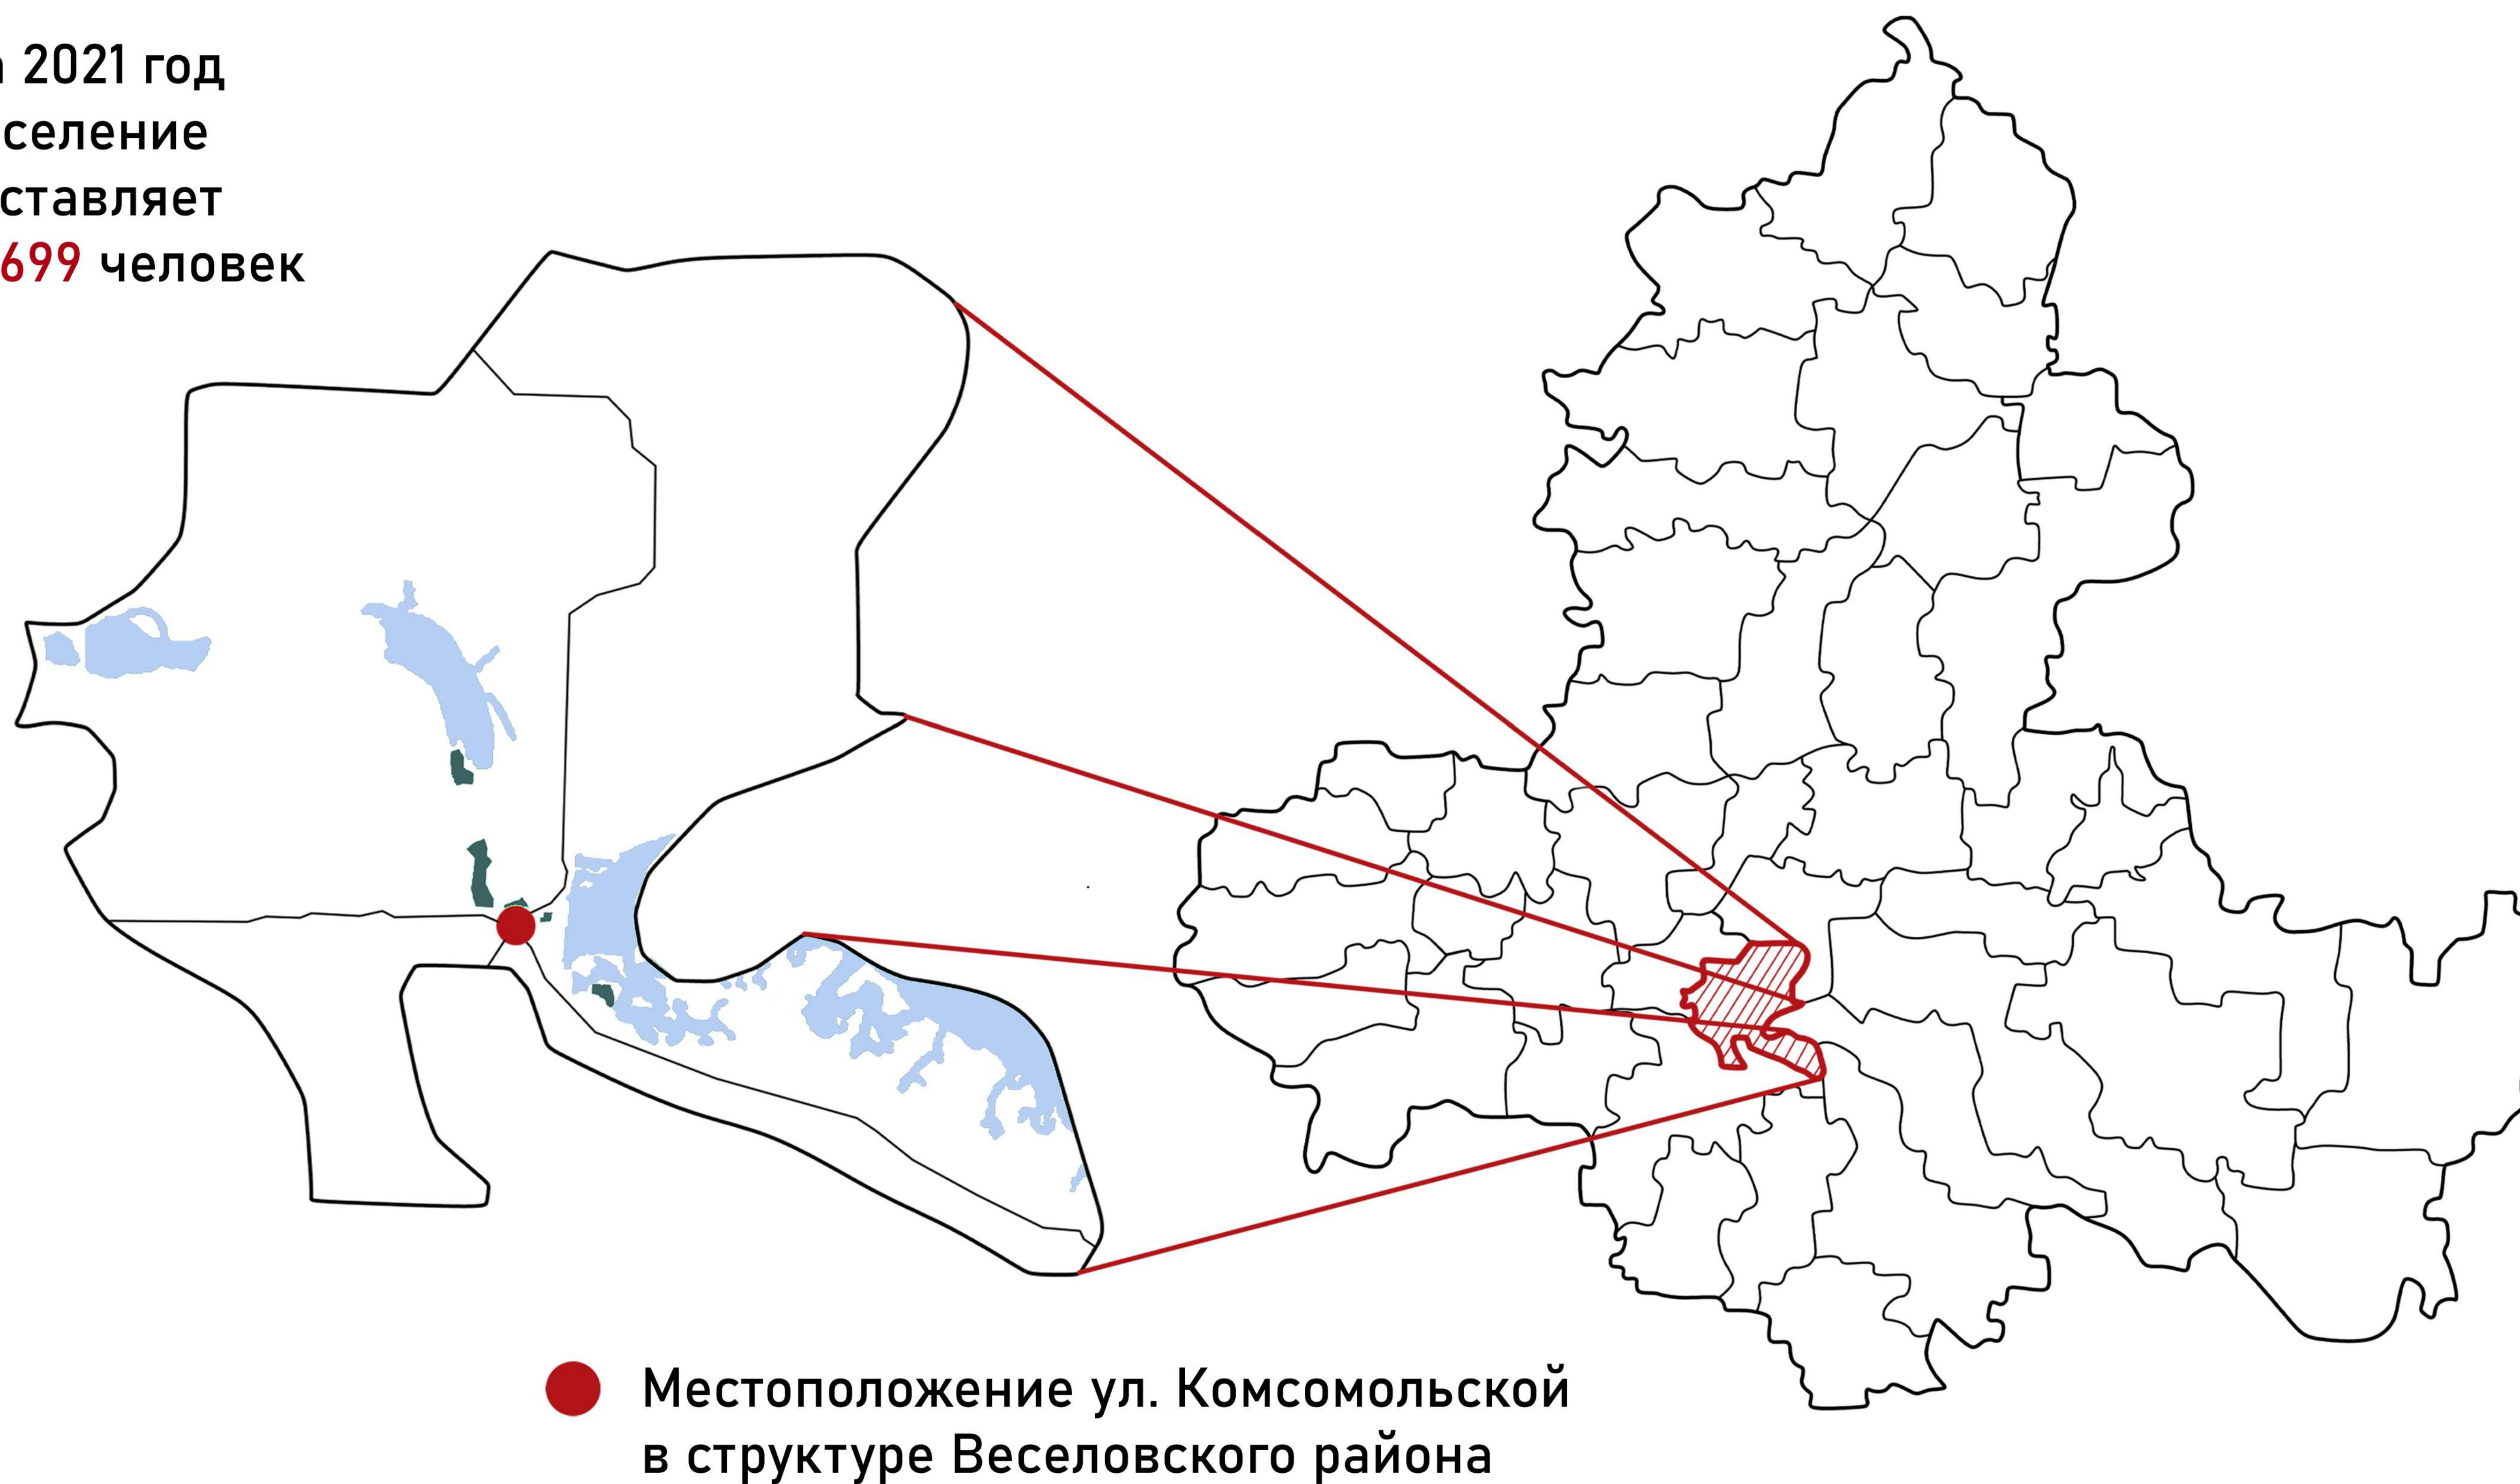 2021 год
селение
ставляет
699 человек
Местоположение ул. Комсомольской
в структуре Веселовского района